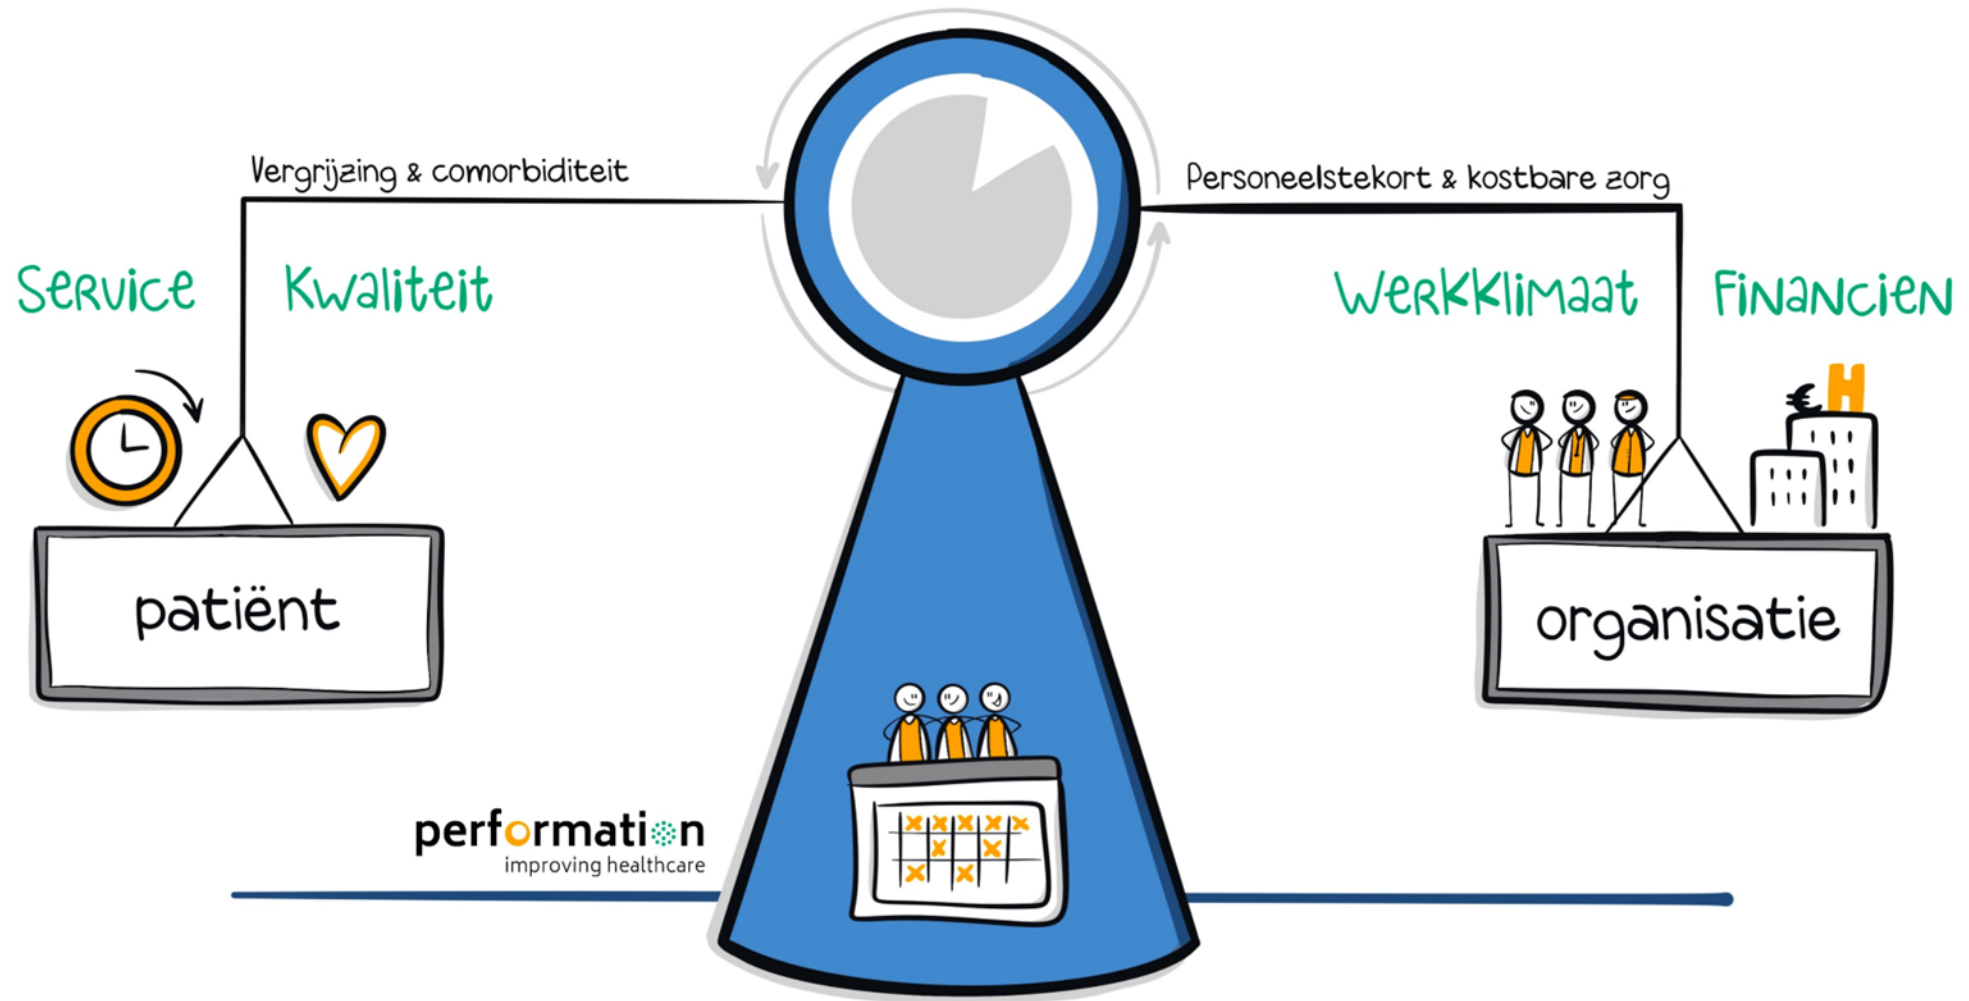 Vergrijzing & comorbiditeit
Personeelstekort & kostbare zorg
Service
Kwaliteit
Werkklimaat
Financien
€
H
patiënt
organisatie
performation
improving healthcare